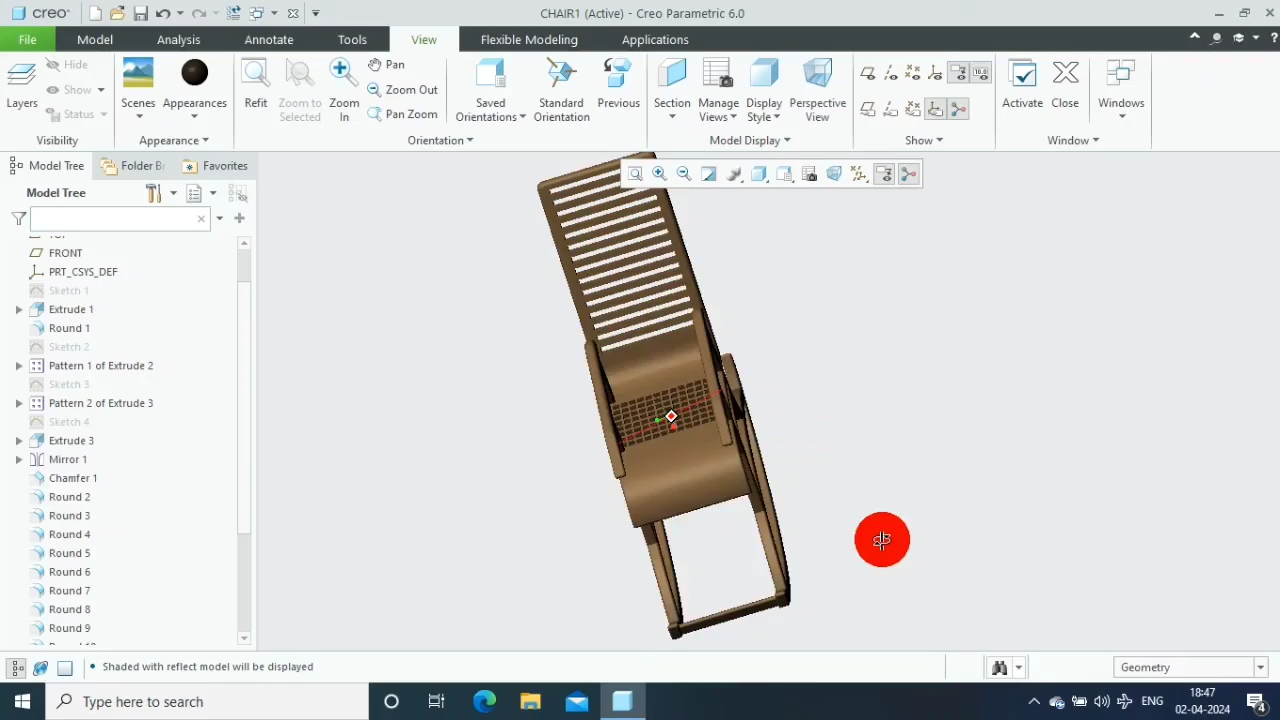 creo
CHAIR1 (Active) - Creo Parametric 6.0
File
Model
Analysis
Annotate
Tools
View
Flexible Modeling
Applications
Layers
Hide
Show
Status
Visibility
Scenes
Appearances
Appearance
Refit
Zoom to Selected
Zoom In
Pan
Zoom Out
Pan Zoom
Saved Orientations
Standard Orientation
Previous
Orientation
Section
Manage Views
Display Style
Perspective View
Model Display
10.0
Show
Activate
Close
Windows
Window
Model Tree
Folder B
Favorites
Model Tree
FRONT
PRT_CSYS_DEF
Sketch 1
Extrude 1
Round 1
Sketch 2
Pattern 1 of Extrude 2
Sketch 3
Pattern 2 of Extrude 3
Sketch 4
Extrude 3
Mirror 1
Chamfer 1
Round 2
Round 3
Round 4
Round 5
Round 6
Round 7
Round 8
Round 9
• Shaded with reflect model will be displayed
Geometry
Type here to search
ENG
18:47
02-04-2024
4